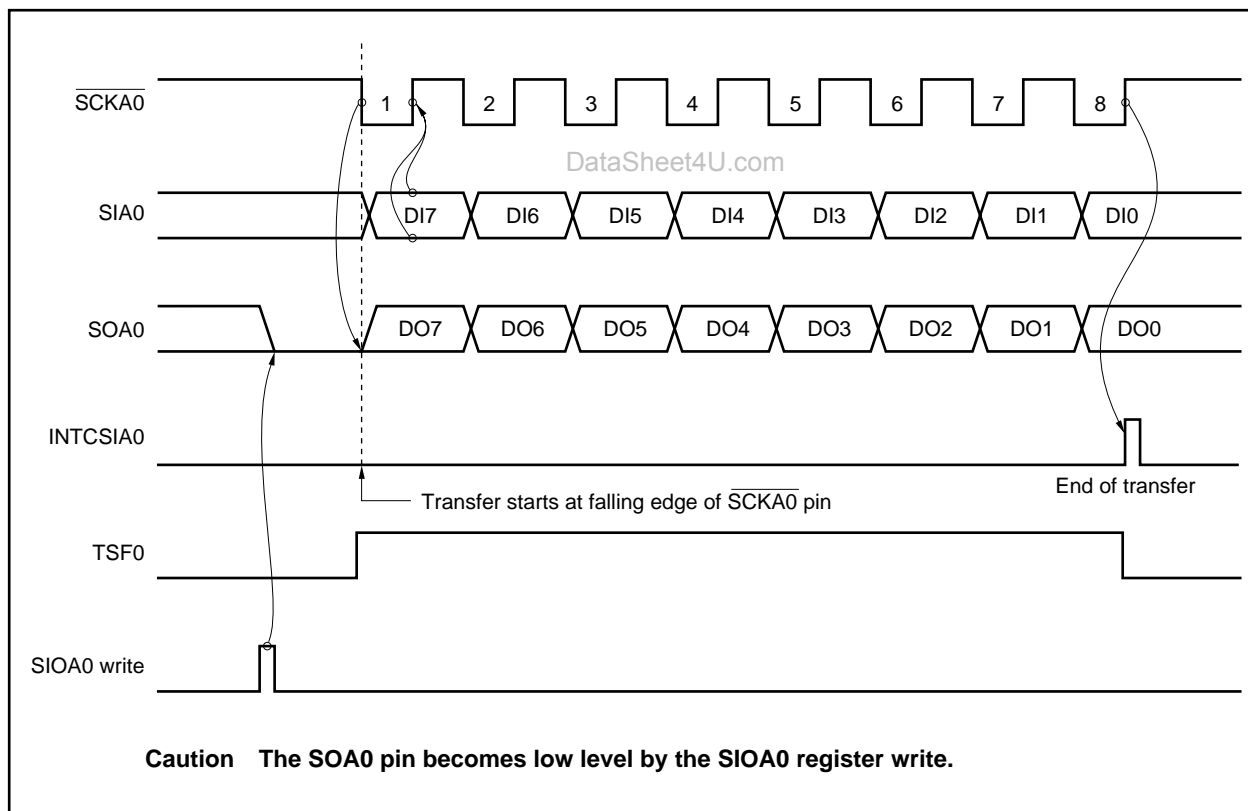 SCKA0
1 2 3 4 5 6 7 8
DataSheet4U.com
SIA0
DI7 DI6 DI5 DI4 DI3 DI2 DI1 DI0
SOA0
DO7 DO6 DO5 DO4 DO3 DO2 DO1 DO0
INTCSIA0
Transfer starts at falling edge of SCKA0 pin
End of transfer
TSF0
SIOA0 write
Caution The SOA0 pin becomes low level by the SIOA0 register write.